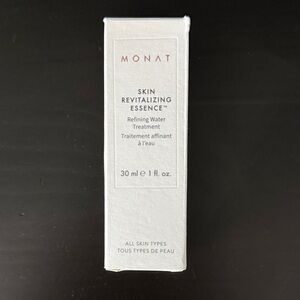 MONAT
SKIN
REVITALIZING
ESSENCE™
Refining Water
Treatment
Traitement affinant
à l'eau
30 ml ℮ 1 fl. oz.
ALL SKIN TYPES
TOUS TYPES DE PEAU